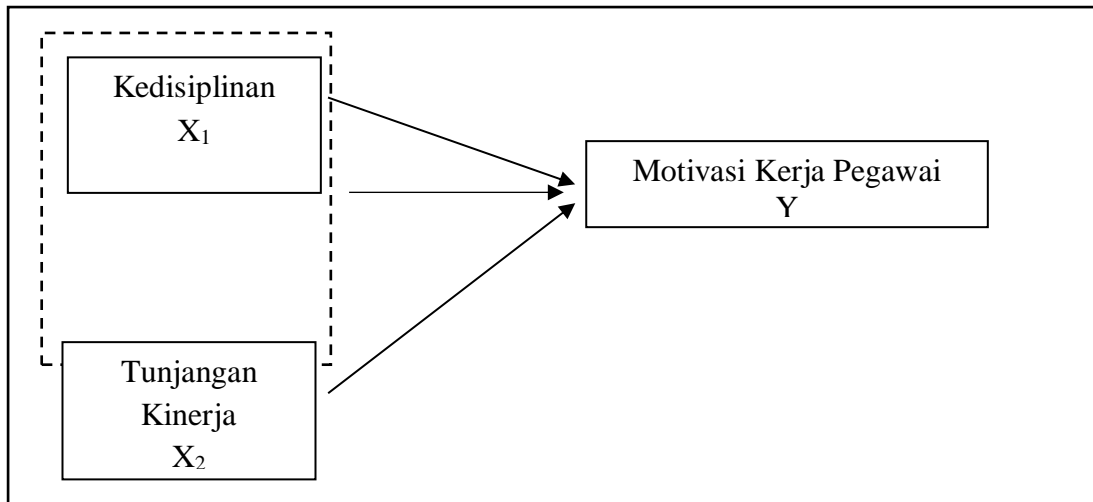 Kedisiplinan
X₁
Motivasi Kerja Pegawai
Y
Tunjangan
Kinerja
X₂